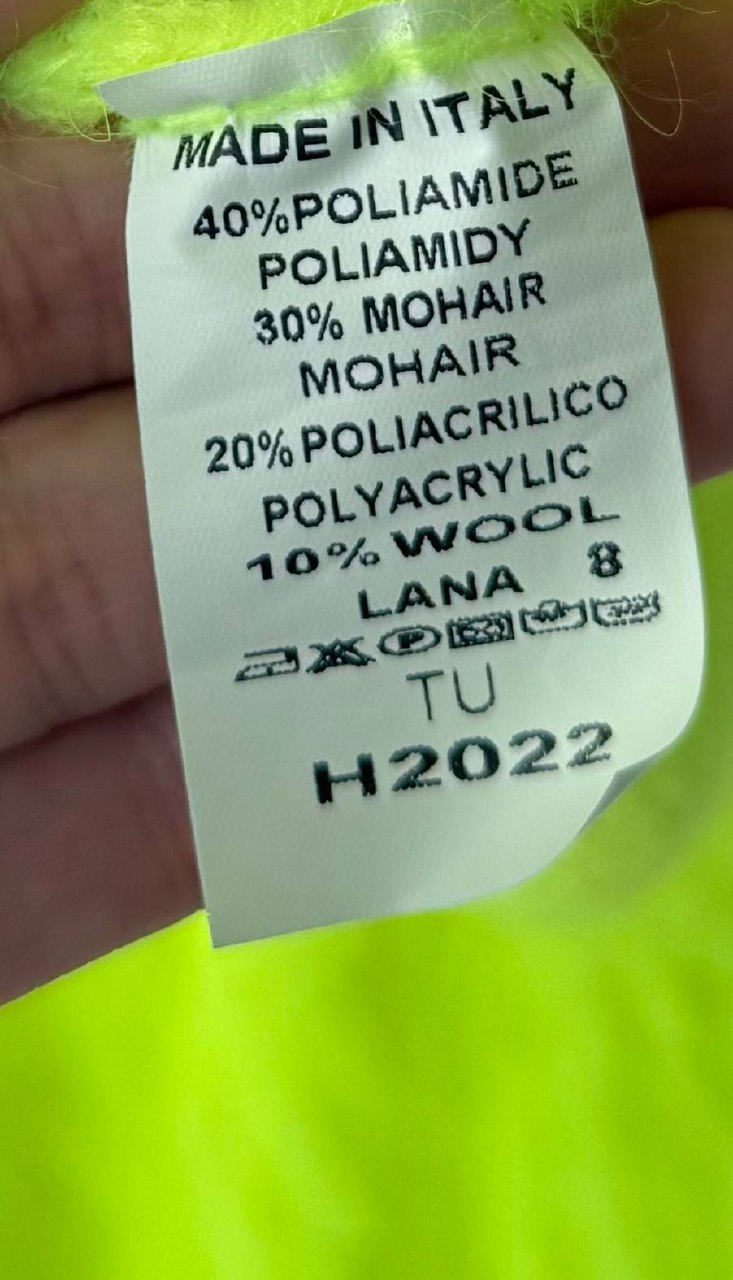 MADE IN ITALY
40%POLIAMIDE
POLIAMIDY
30% MOHAIR
MOHAIR
20%POLIACRILICO
POLYACRYLIC
10% WOOL
LANA 8
P
TU
H2022